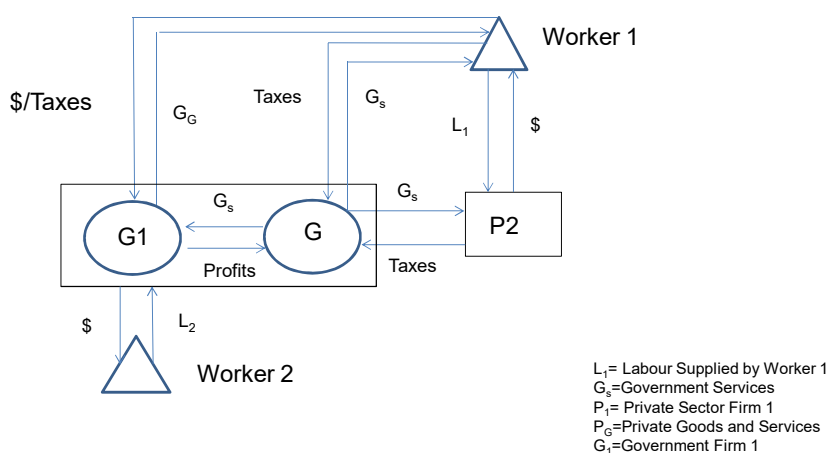 Worker 1
$/Taxes
Taxes
G_s
G_G
L_1
$
G_s
G_s
G1
G
P2
Profits
Taxes
$
L_2
Worker 2
L_1= Labour Supplied by Worker 1
G_s=Government Services
P_1= Private Sector Firm 1
P_G=Private Goods and Services
G_1=Government Firm 1